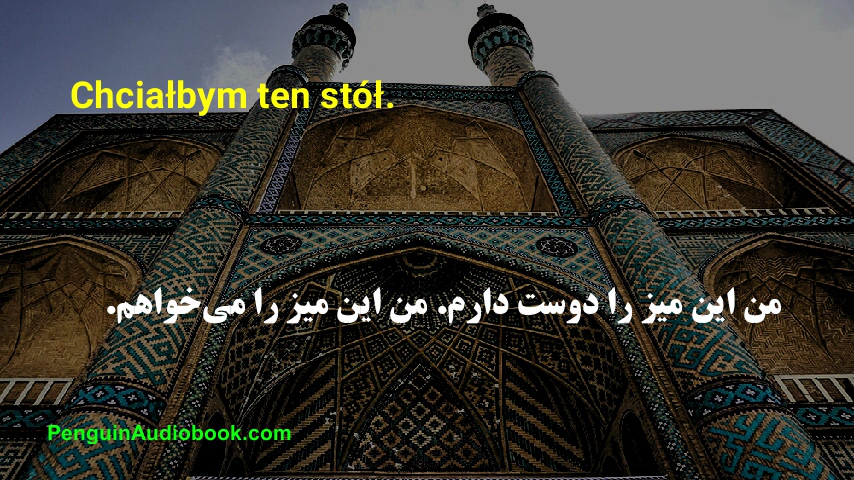 Chciałbym ten stół.
من این میز را دوست دارم. من این میز را می‌خواهم.
PenguinAudiobook.com